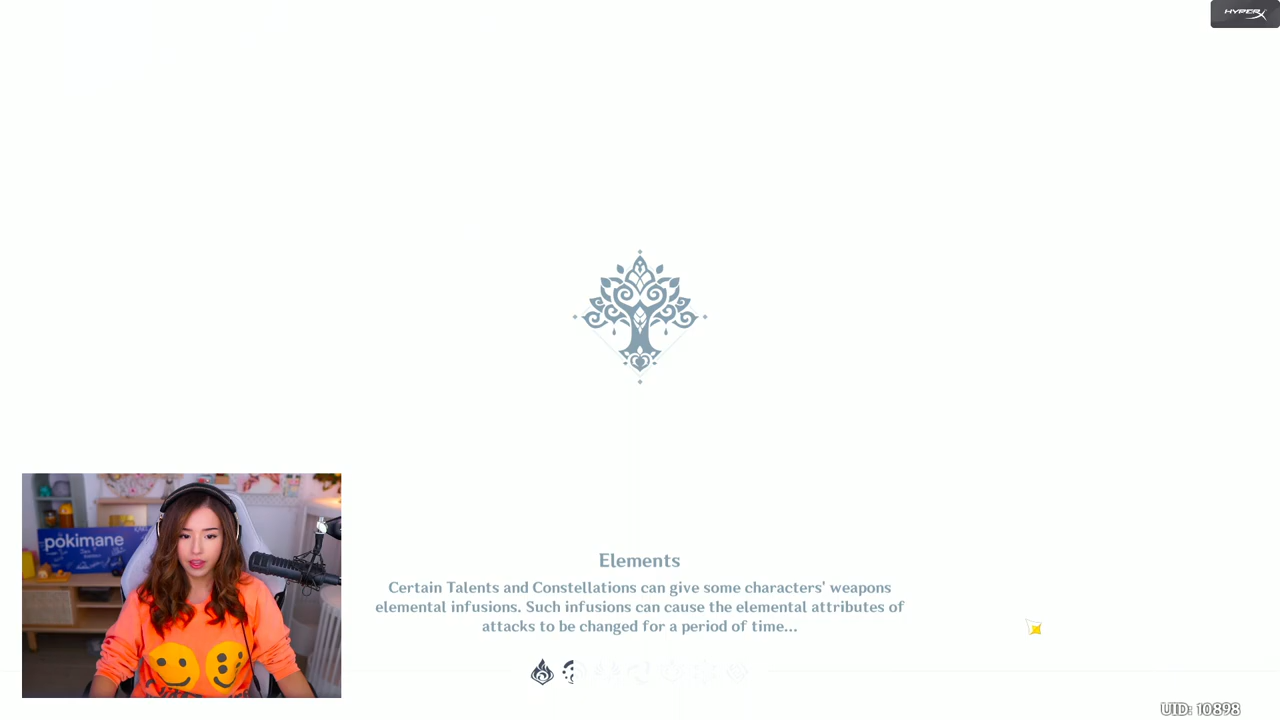 HYPERX
pokimane
Elements
Certain Talents and Constellations can give some characters' weapons
elemental infusions. Such infusions can cause the elemental attributes of
attacks to be changed for a period of time...
UID: 10898